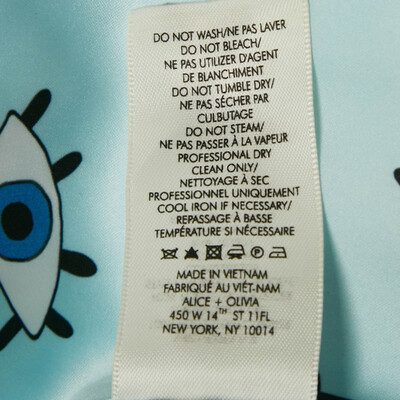 DO NOT WASH/NE PAS LAVER
DO NOT BLEACH/
NE PAS UTILIZER D'AGENT
DE BLANCHIMENT
DO NOT TUMBLE DRY/
NE PAS SÉCHER PAR
CULBUTAGE
DO NOT STEAM/
NE PAS PASSER À LA VAPEUR
PROFESSIONAL DRY
CLEAN ONLY/
NETTOYAGE À SEC
PROFESSIONNEL UNIQUEMENT
COOL IRON IF NECESSARY/
REPASSAGE À BASSE
TEMPÉRATURE SI NÉCESSAIRE
MADE IN VIETNAM
FABRIQUÉ AU VIÊT-NAM
ALICE + OLIVIA
450 W 14TH ST 11FL
NEW YORK, NY 10014